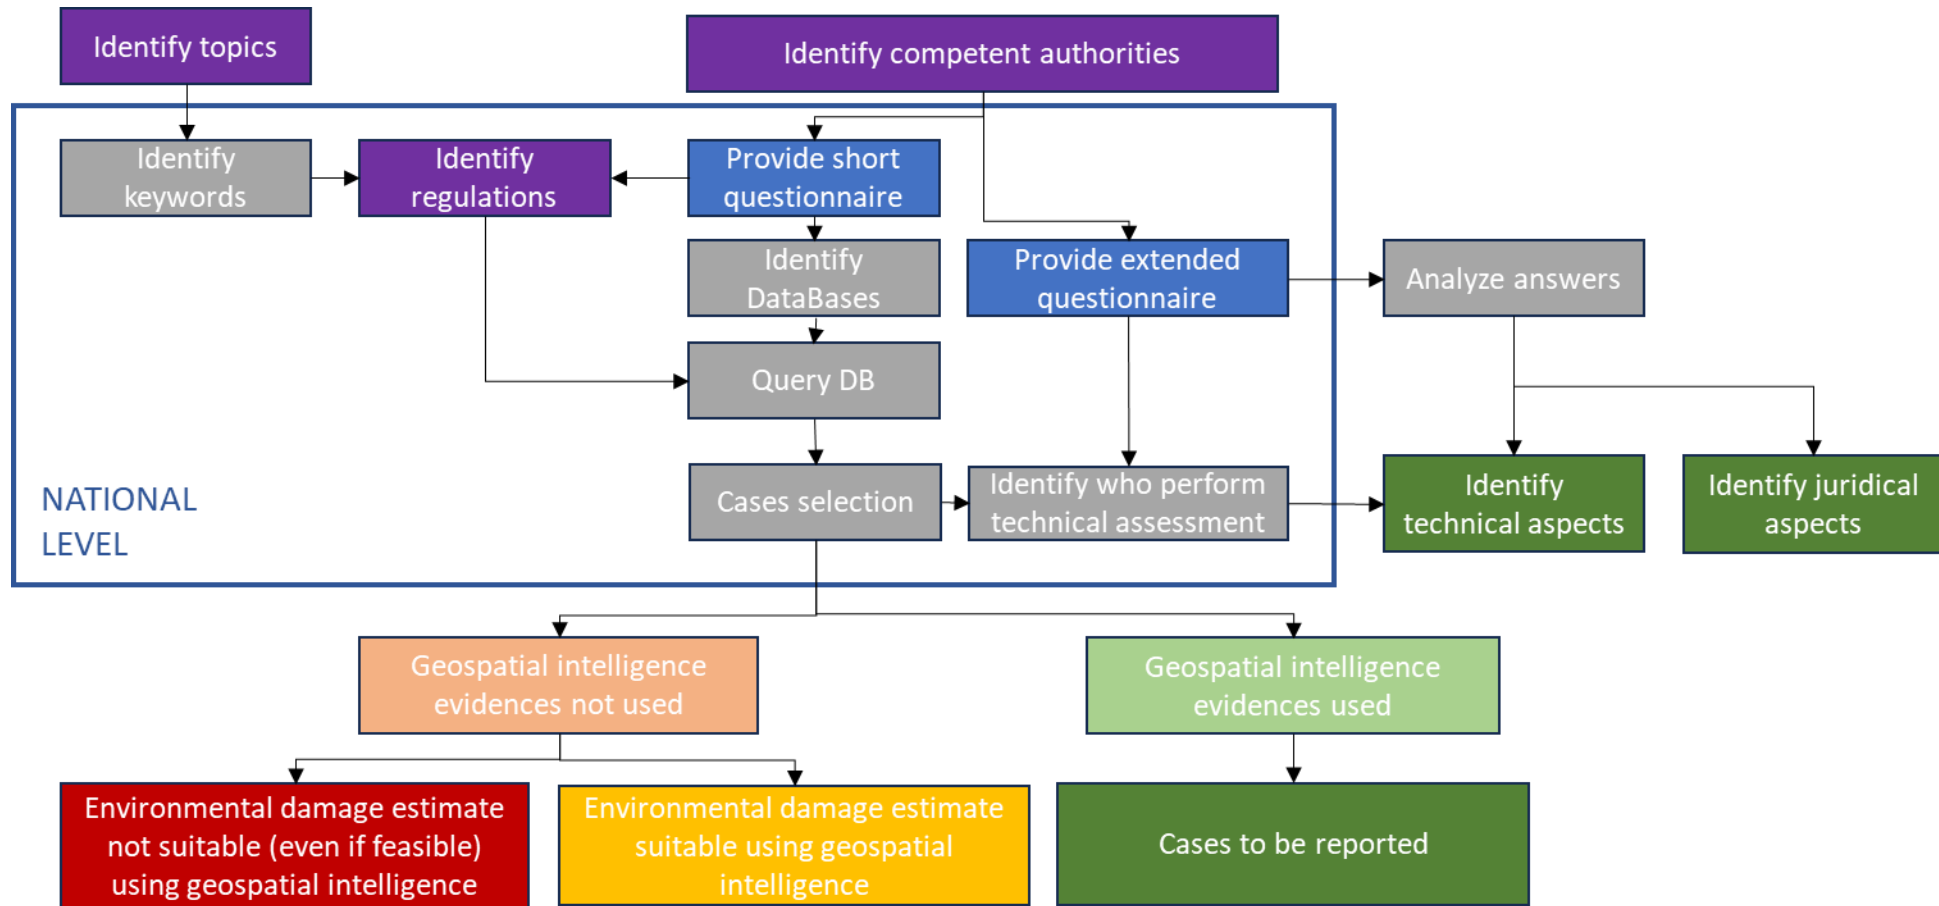 Identify topics
Identify competent authorities
Identify
keywords
Identify
regulations
Provide short
questionnaire
Identify
DataBases
Provide extended
questionnaire
Analyze answers
Query DB
NATIONAL
LEVEL
Cases selection
Identify who perform
technical assessment
Identify
technical aspects
Identify juridical
aspects
Geospatial intelligence
evidences not used
Geospatial intelligence
evidences used
Environmental damage estimate
not suitable (even if feasible)
using geospatial intelligence
Environmental damage estimate
suitable using geospatial
intelligence
Cases to be reported